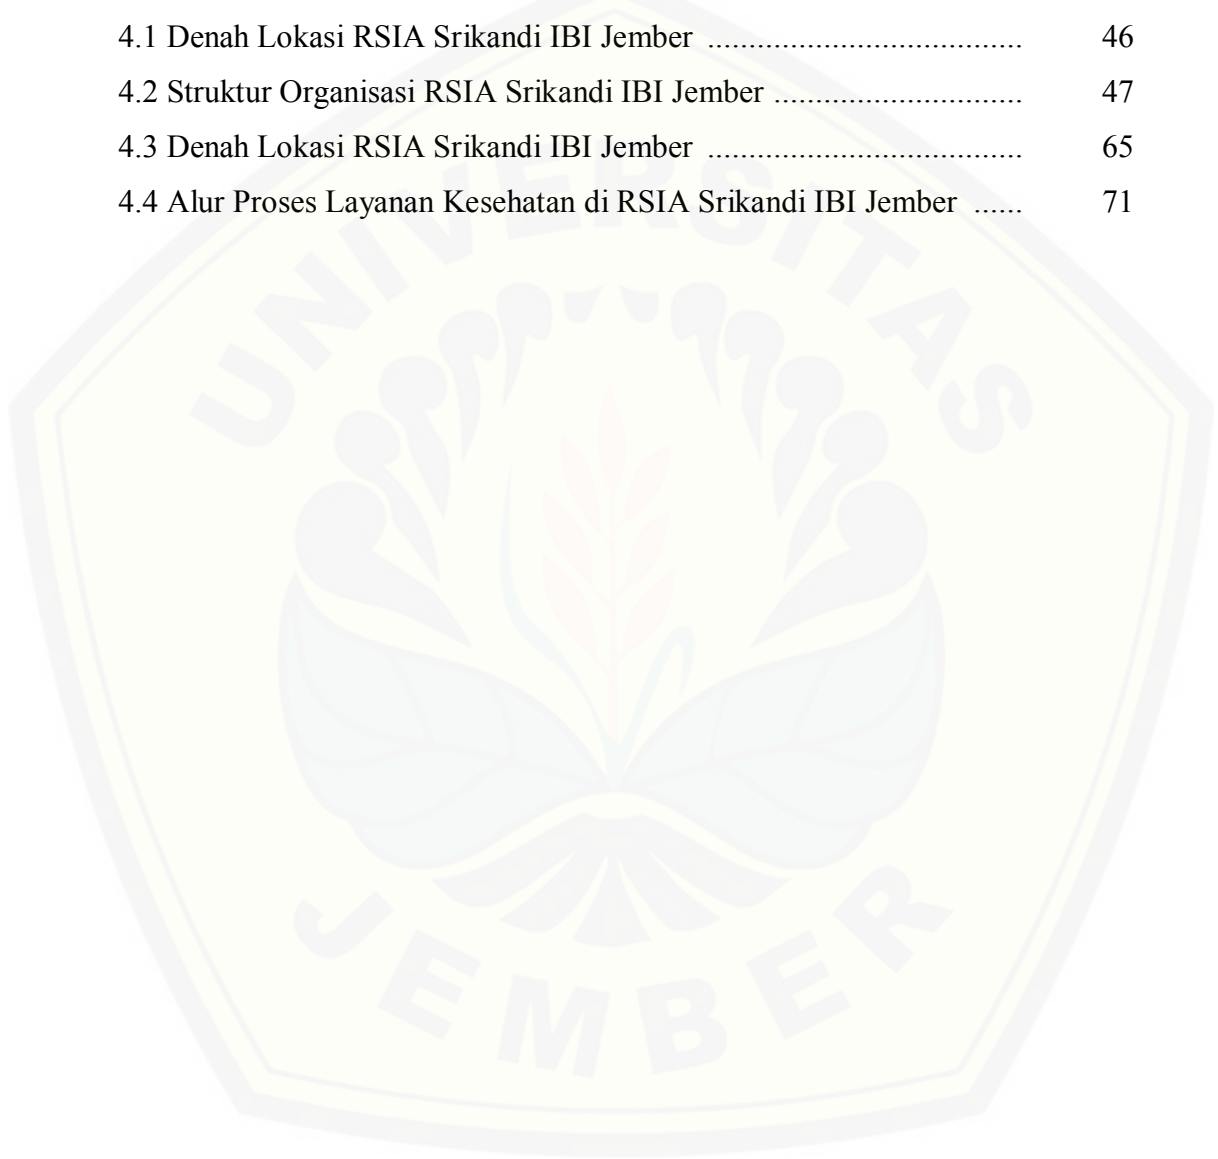 4.1 Denah Lokasi RSIA Srikandi IBI Jember ...................................... 46
4.2 Struktur Organisasi RSIA Srikandi IBI Jember .............................. 47
4.3 Denah Lokasi RSIA Srikandi IBI Jember ...................................... 65
4.4 Alur Proses Layanan Kesehatan di RSIA Srikandi IBI Jember ...... 71
UNIVERSITAS
JEMBER